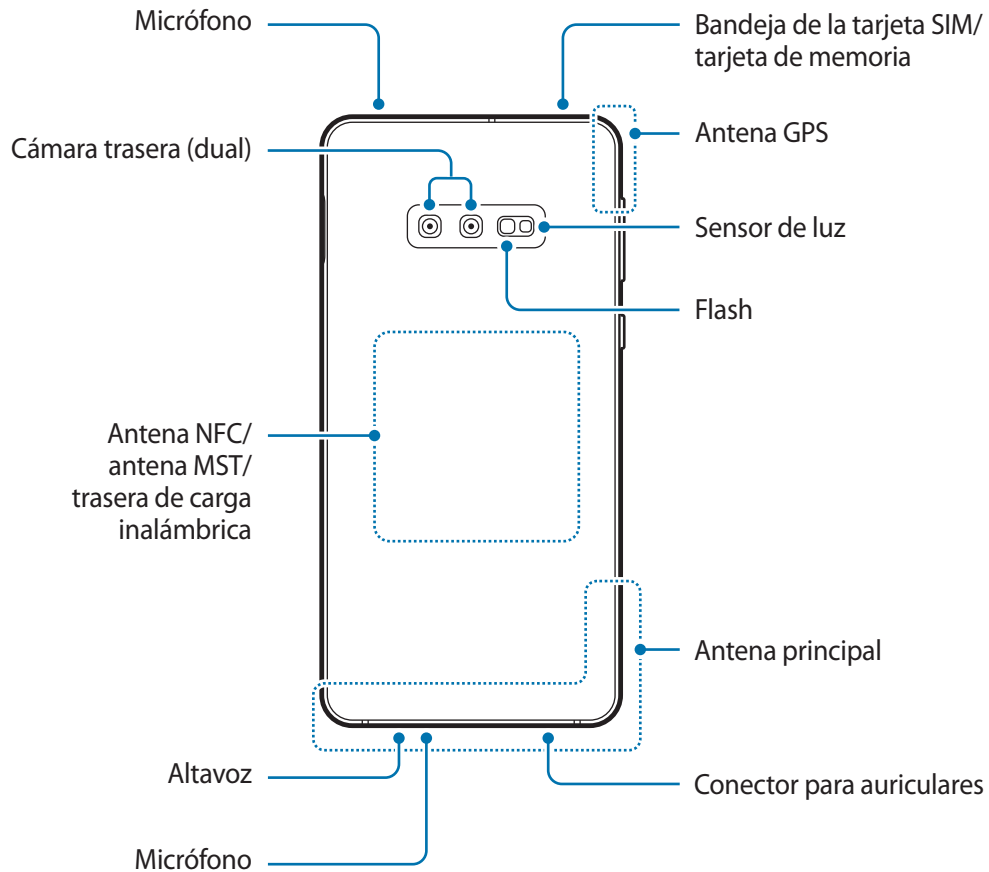 Micrófono
Bandeja de la tarjeta SIM/
tarjeta de memoria
Antena GPS
Cámara trasera (dual)
Sensor de luz
Flash
Antena NFC/
antena MST/
trasera de carga
inalámbrica
Antena principal
Altavoz
Conector para auriculares
Micrófono